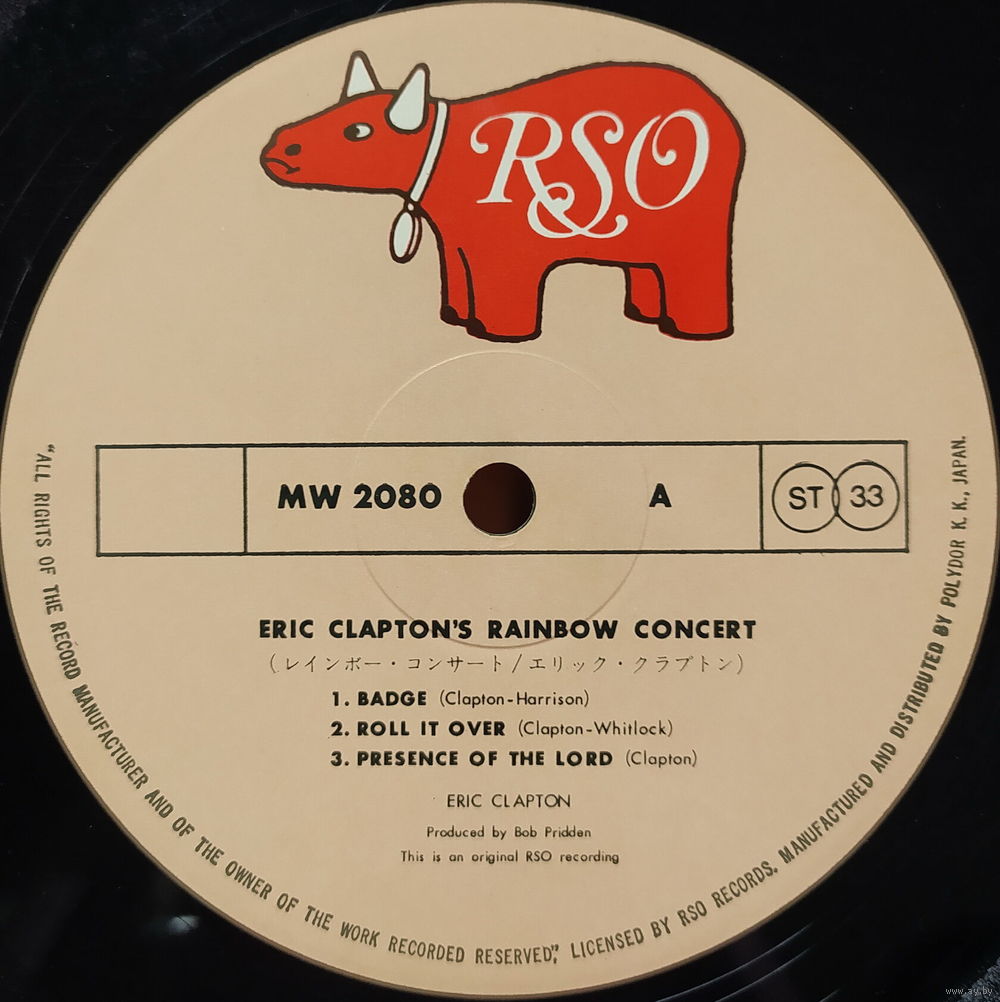 RSO
MW 2080
A
ST 33
ERIC CLAPTON'S RAINBOW CONCERT
(レインボー・コンサート/エリック・クラプトン)
1. BADGE (Clapton-Harrison)
2. ROLL IT OVER (Clapton-Whitlock)
3. PRESENCE OF THE LORD (Clapton)
ERIC CLAPTON
Produced by Bob Pridden
This is an original RSO recording
"ALL RIGHTS OF THE RECORD MANUFACTURER AND OF THE OWNER OF THE WORK RECORDED RESERVED," LICENSED BY RSO RECORDS. MANUFACTURED AND DISTRIBUTED BY POLYDOR K. K., JAPAN.
www.ay.by